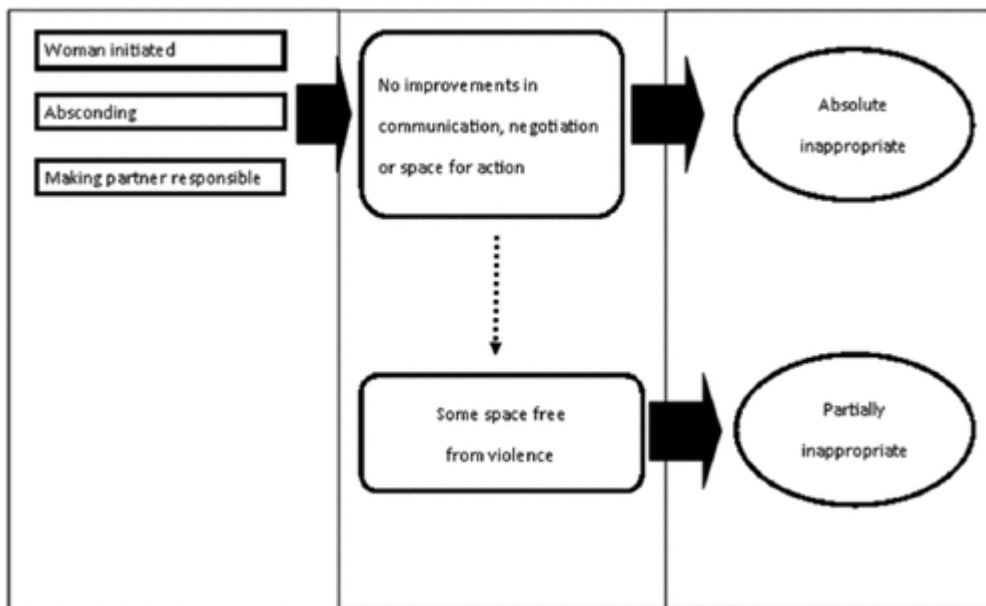 Woman initiated
Absconding
Making partner responsible
No improvements in
communication, negotiation
or space for action
Absolute
inappropriate
Some space free
from violence
Partially
inappropriate